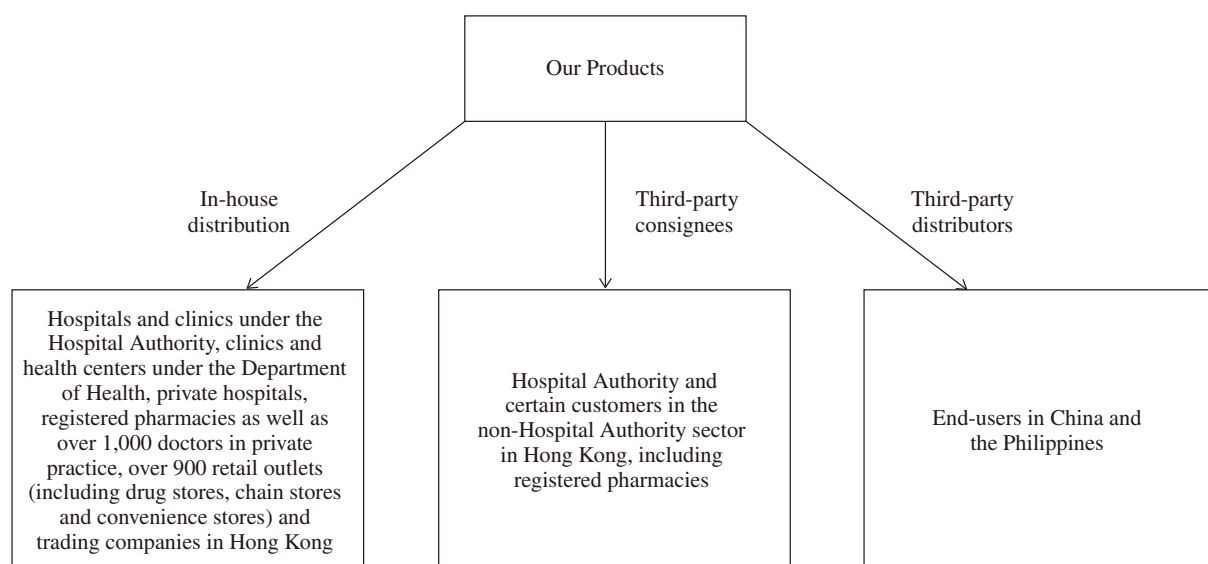 Our Products
In-house
distribution
Third-party
consignees
Third-party
distributors
Hospitals and clinics under the
Hospital Authority, clinics and
health centers under the Department
of Health, private hospitals,
registered pharmacies as well as
over 1,000 doctors in private
practice, over 900 retail outlets
(including drug stores, chain stores
and convenience stores) and
trading companies in Hong Kong
Hospital Authority and
certain customers in the
non-Hospital Authority sector
in Hong Kong, including
registered pharmacies
End-users in China and
the Philippines